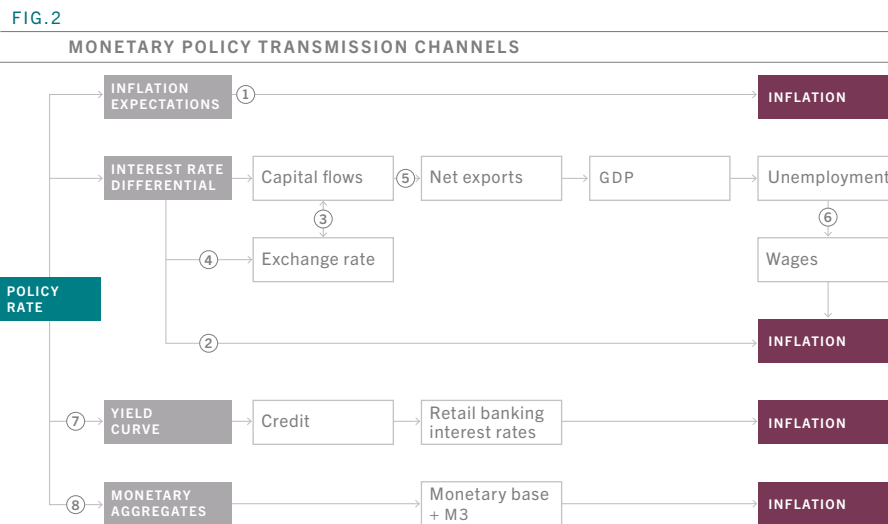 FIG.2
MONETARY POLICY TRANSMISSION CHANNELS
INFLATION
EXPECTATIONS
1
INFLATION
INTEREST RATE
DIFFERENTIAL
Capital flows
5
Net exports
GDP
Unemployment
3
6
4
Exchange rate
Wages
POLICY
RATE
2
INFLATION
7
YIELD
CURVE
Credit
Retail banking
interest rates
INFLATION
8
MONETARY
AGGREGATES
Monetary base
+ M3
INFLATION